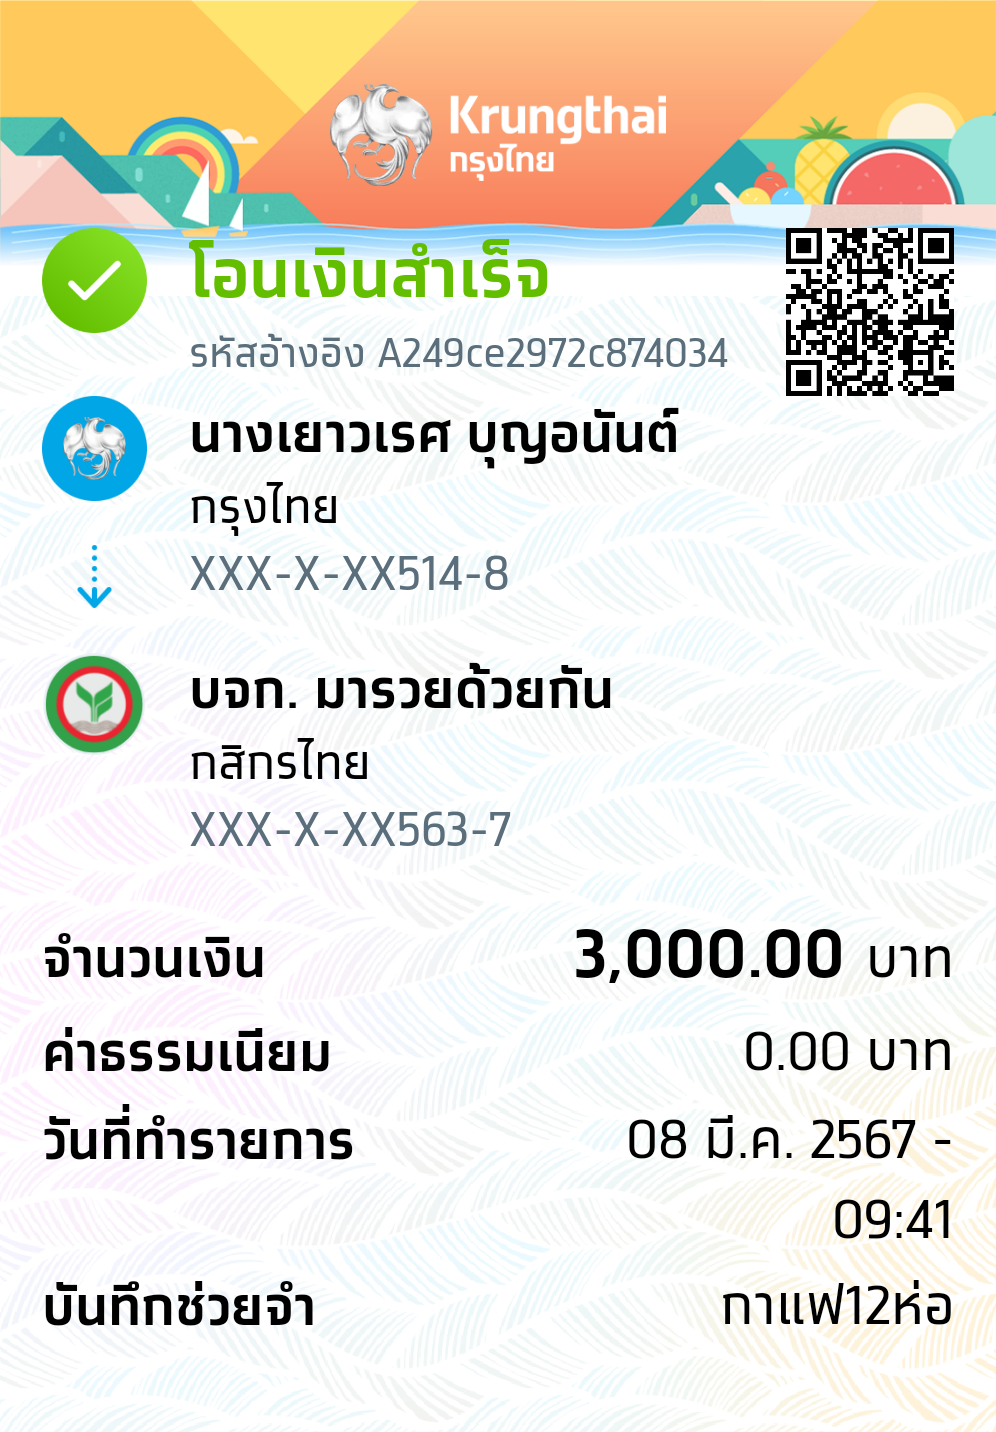 Krungthai
กรุงไทย
โอนเงินสำเร็จ
รหัสอ้างอิง A249ce2972c874034
นางเยาวเรศ บุญอนันต์
กรุงไทย
XXX-X-XX514-8
บจก. มารวยด้วยกัน
กสิกรไทย
XXX-X-XX563-7
จำนวนเงิน 3,000.00 บาท
ค่าธรรมเนียม 0.00 บาท
วันที่ทำรายการ 08 มี.ค. 2567 -
09:41
บันทึกช่วยจำ กาแฟ12ห่อ